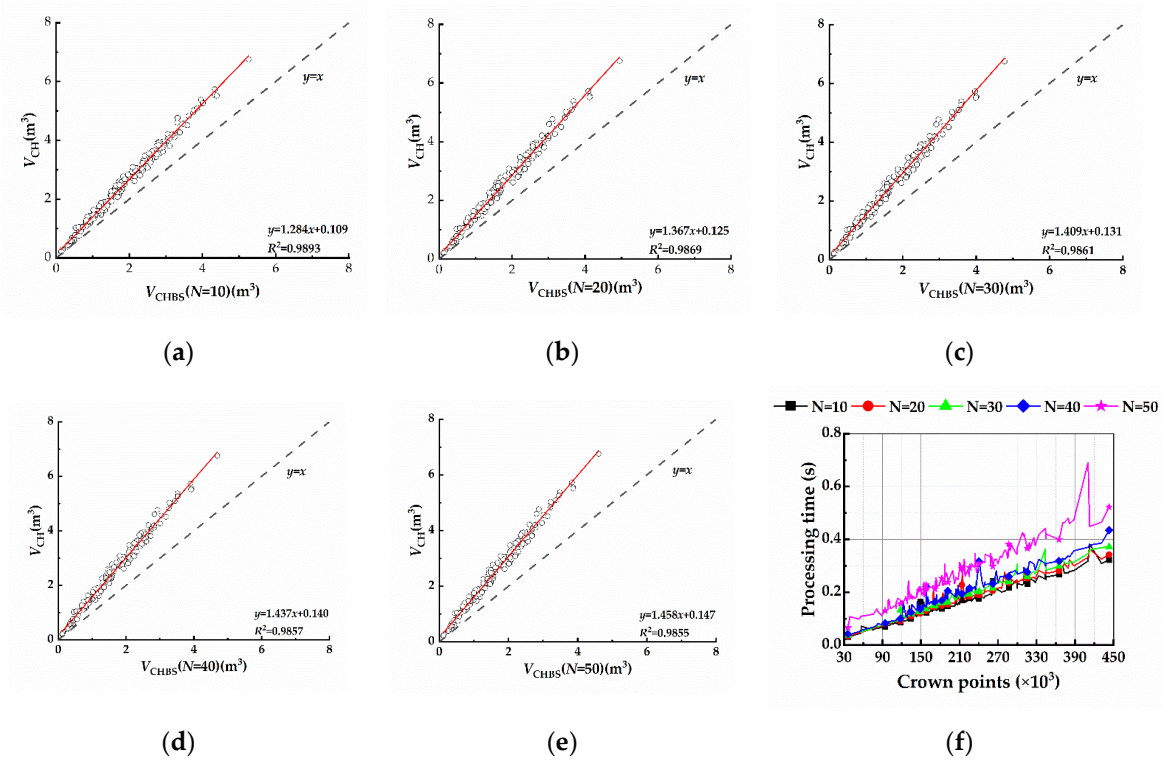 8
6
4
2
0
V_CH(m³)
y=x
y=1.284x+0.109
R²=0.9893
0 2 4 6 8
V_CHBS(N=10)(m³)
(a)
8
6
4
2
0
V_CH(m³)
y=x
y=1.367x+0.125
R²=0.9869
0 2 4 6 8
V_CHBS(N=20)(m³)
(b)
8
6
4
2
0
V_CH(m³)
y=x
y=1.409x+0.131
R²=0.9861
0 2 4 6 8
V_CHBS(N=30)(m³)
(c)
8
6
4
2
0
V_CH(m³)
y=x
y=1.437x+0.140
R²=0.9857
0 2 4 6 8
V_CHBS(N=40)(m³)
(d)
8
6
4
2
0
V_CH(m³)
y=x
y=1.458x+0.147
R²=0.9855
0 2 4 6 8
V_CHBS(N=50)(m³)
(e)
N=10 N=20 N=30 N=40 N=50
0.8
0.6
0.4
0.2
0.0
Processing time (s)
30 90 150 210 270 330 390 450
Crown points (×10³)
(f)